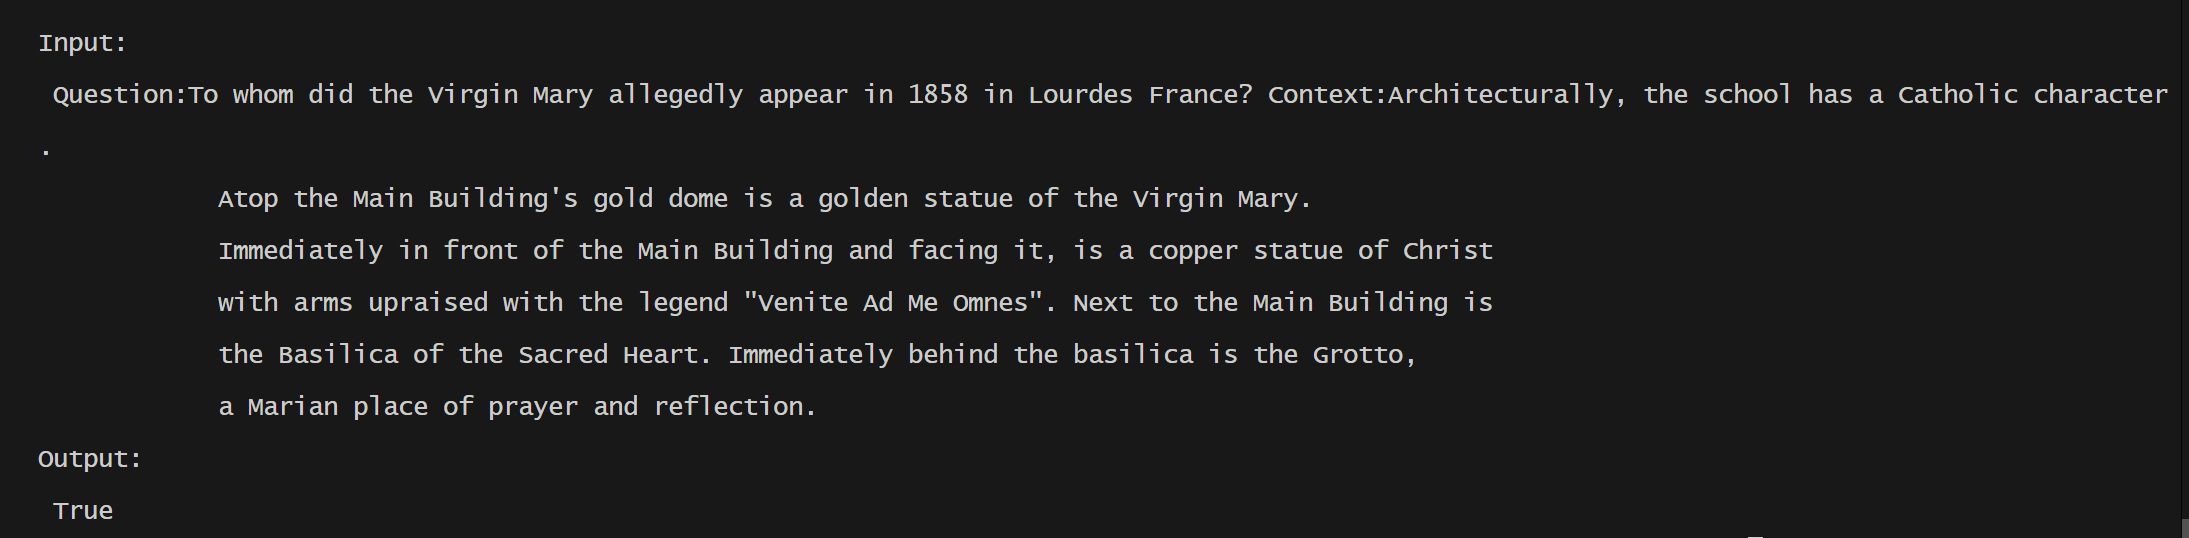 Input:
Question:To whom did the Virgin Mary allegedly appear in 1858 in Lourdes France? Context:Architecturally, the school has a Catholic character
.
Atop the Main Building's gold dome is a golden statue of the Virgin Mary.
Immediately in front of the Main Building and facing it, is a copper statue of Christ
with arms upraised with the legend "Venite Ad Me Omnes". Next to the Main Building is
the Basilica of the Sacred Heart. Immediately behind the basilica is the Grotto,
a Marian place of prayer and reflection.
Output:
True